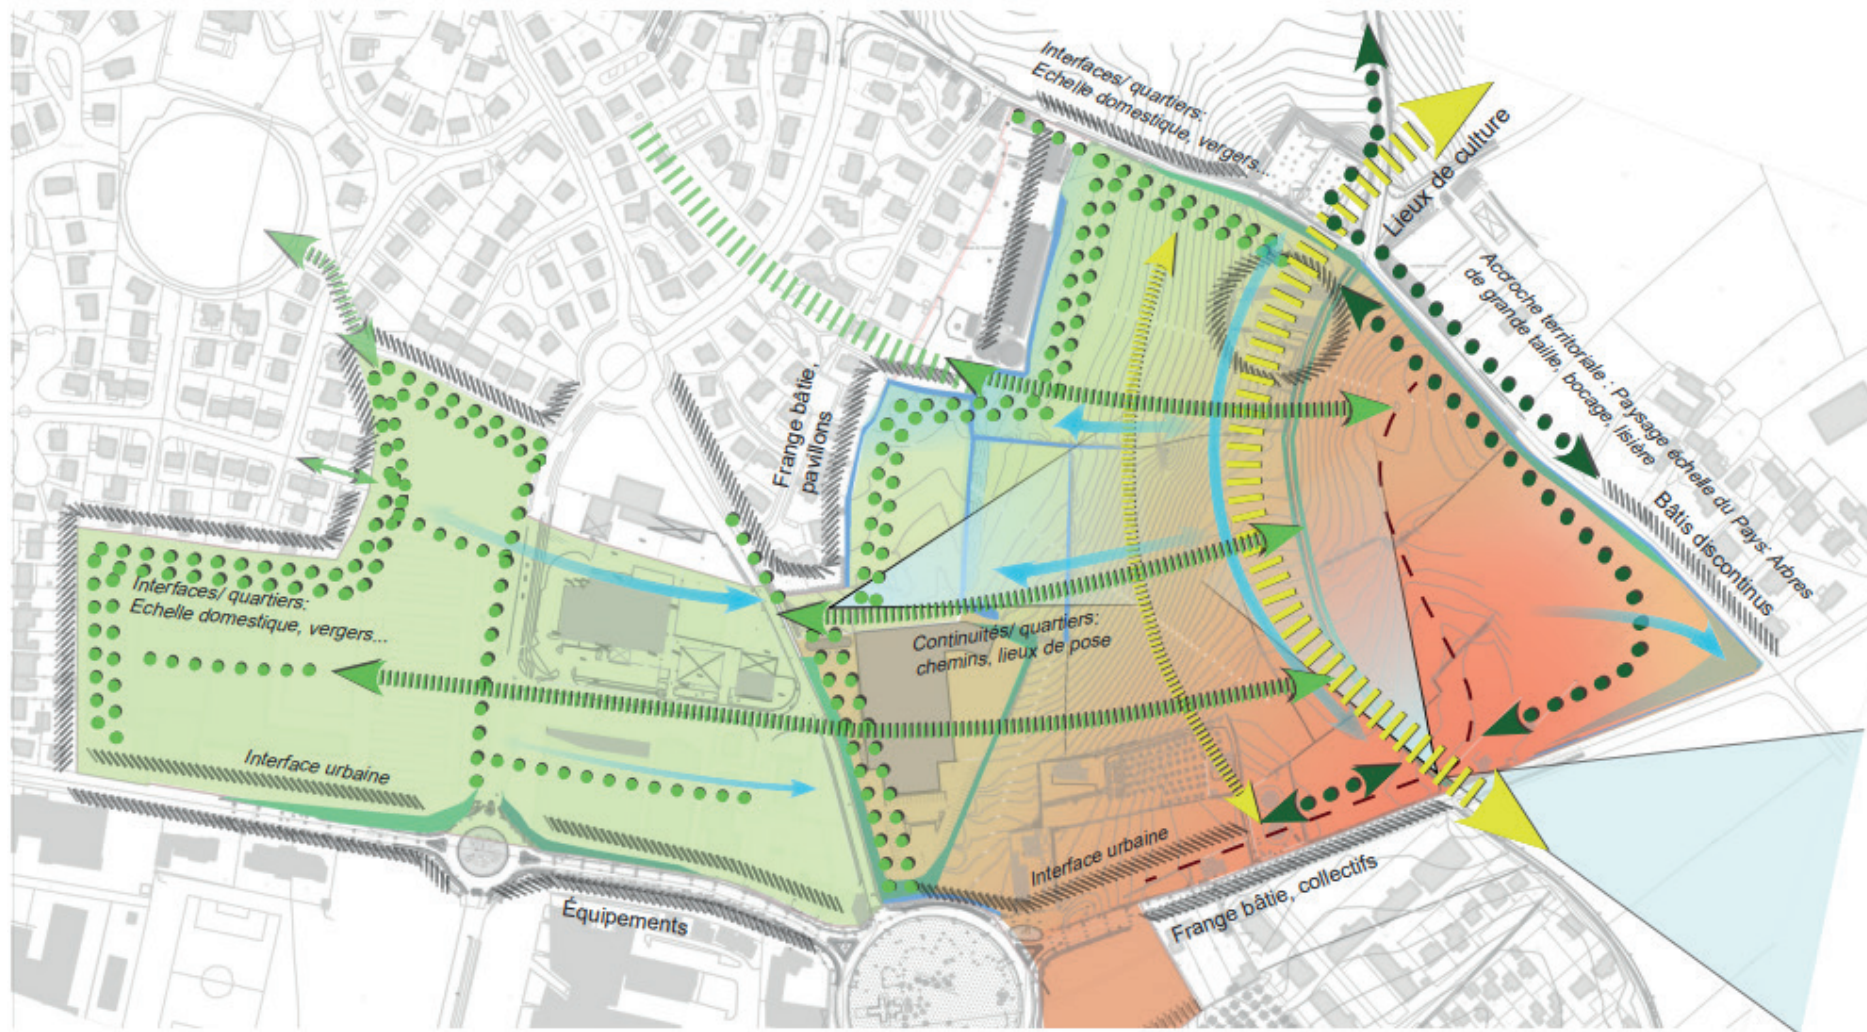 Interfaces/ quartiers:
Echelle domestique, vergers...
Lieux de culture
Accroche territoriale : Paysage échelle du Pays: Arbres
de grande taille, bocage, lisière
Bâtis discontinus
Frange bâtie,
pavillons
Interfaces/ quartiers:
Echelle domestique, vergers...
Continuités/ quartiers:
chemins, lieux de pose
Interface urbaine
Interface urbaine
Équipements
Frange bâtie, collectifs